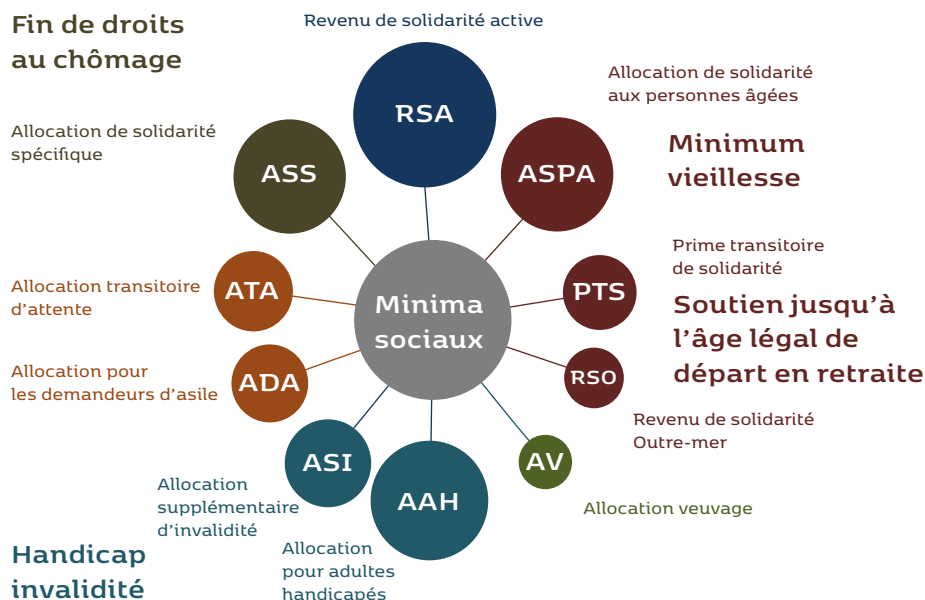 Fin de droits
au chômage
Revenu de solidarité active
RSA
Allocation de solidarité
aux personnes âgées
ASPA
Minimum
vieillesse
Allocation de solidarité
spécifique
ASS
Prime transitoire
de solidarité
PTS
Soutien jusqu’à
l’âge légal de
départ en retraite
RSO
Revenu de solidarité
Outre-mer
Minima
sociaux
Allocation transitoire
d’attente
ATA
Allocation pour
les demandeurs d’asile
ADA
ASI
Allocation
supplémentaire
d’invalidité
AAH
Allocation
pour adultes
handicapés
AV
Allocation veuvage
Handicap
invalidité